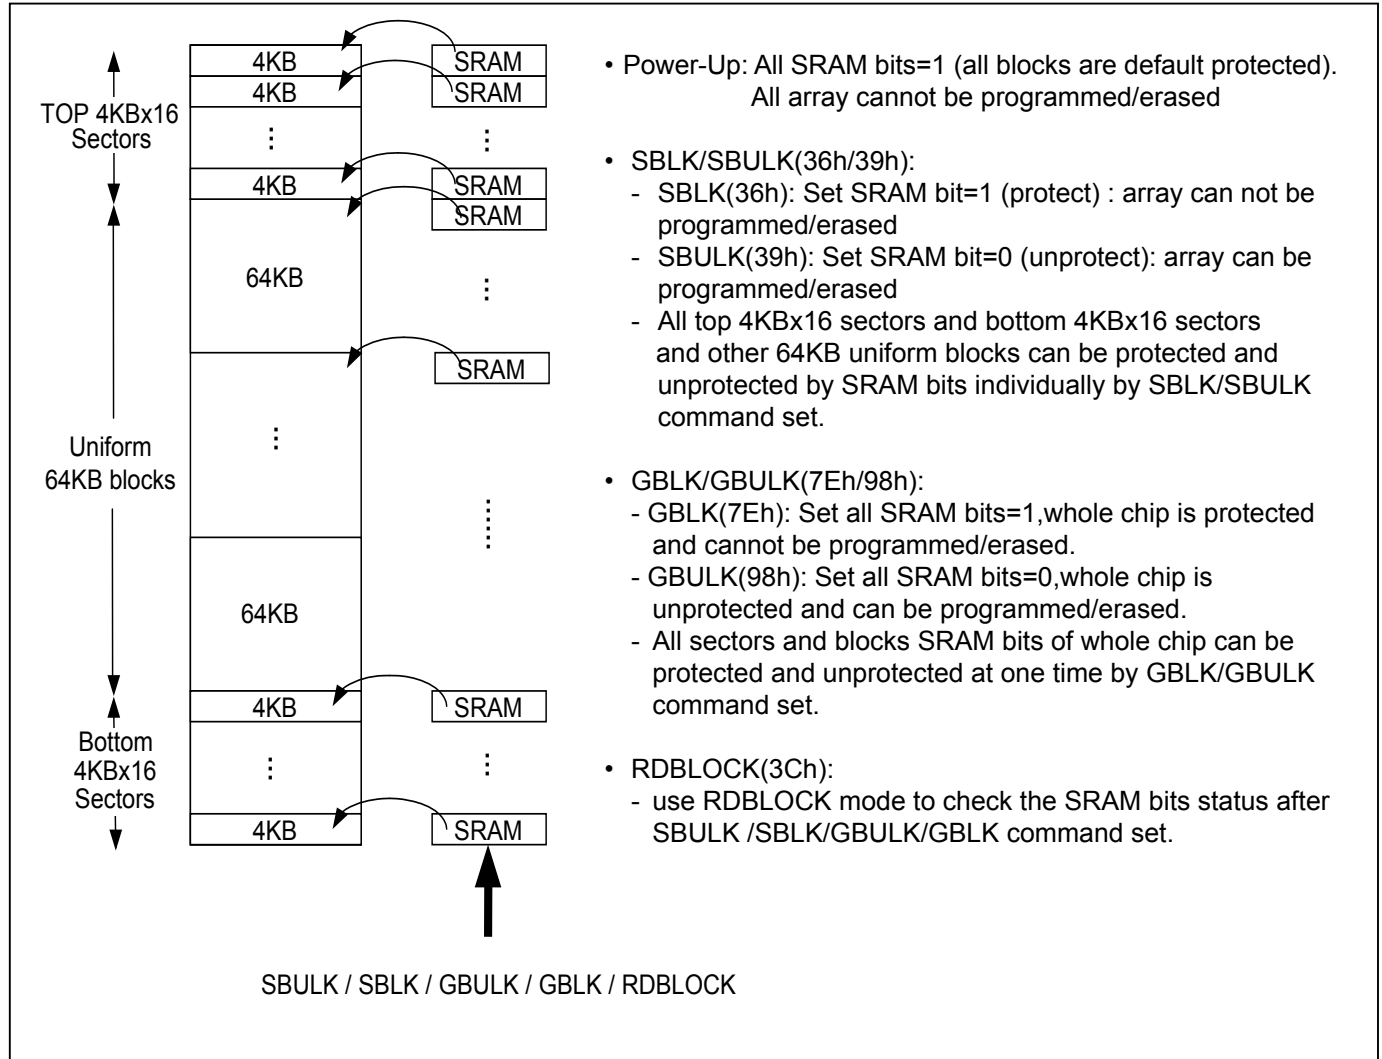 4KB
SRAM
4KB
SRAM
TOP 4KBx16
Sectors
4KB
SRAM
SRAM
64KB
SRAM
Uniform
64KB blocks
64KB
4KB
SRAM
Bottom
4KBx16
Sectors
4KB
SRAM
SBULK / SBLK / GBULK / GBLK / RDBLOCK
• Power-Up: All SRAM bits=1 (all blocks are default protected).
All array cannot be programmed/erased
• SBLK/SBULK(36h/39h):
- SBLK(36h): Set SRAM bit=1 (protect) : array can not be
programmed/erased
- SBULK(39h): Set SRAM bit=0 (unprotect): array can be
programmed/erased
- All top 4KBx16 sectors and bottom 4KBx16 sectors
and other 64KB uniform blocks can be protected and
unprotected by SRAM bits individually by SBLK/SBULK
command set.
• GBLK/GBULK(7Eh/98h):
- GBLK(7Eh): Set all SRAM bits=1,whole chip is protected
and cannot be programmed/erased.
- GBULK(98h): Set all SRAM bits=0,whole chip is
unprotected and can be programmed/erased.
- All sectors and blocks SRAM bits of whole chip can be
protected and unprotected at one time by GBLK/GBULK
command set.
• RDBLOCK(3Ch):
- use RDBLOCK mode to check the SRAM bits status after
SBULK /SBLK/GBULK/GBLK command set.